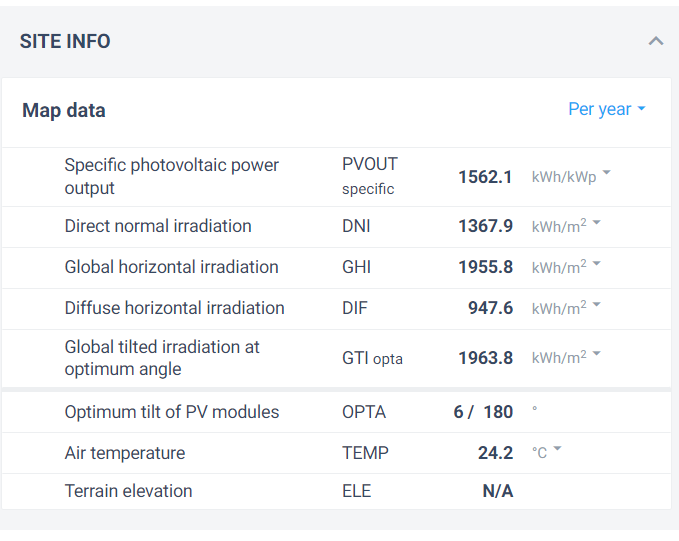 SITE INFO
Map data Per year
Specific photovoltaic power output PVOUT specific 1562.1 kWh/kWp
Direct normal irradiation DNI 1367.9 kWh/m²
Global horizontal irradiation GHI 1955.8 kWh/m²
Diffuse horizontal irradiation DIF 947.6 kWh/m²
Global tilted irradiation at optimum angle GTI opta 1963.8 kWh/m²
Optimum tilt of PV modules OPTA 6 / 180 °
Air temperature TEMP 24.2 °C
Terrain elevation ELE N/A